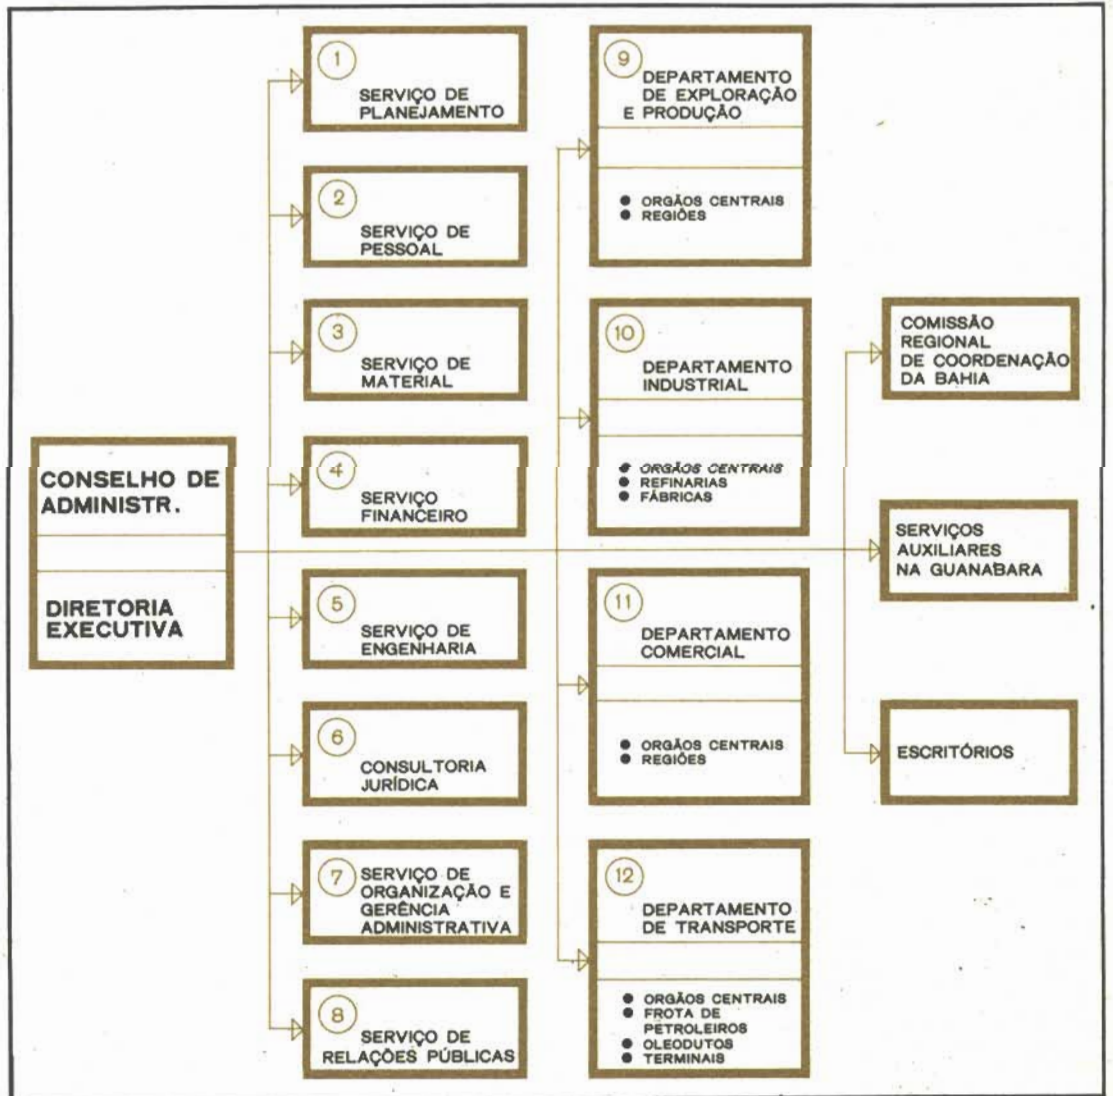 CONSELHO DE
ADMINISTR.
DIRETORIA
EXECUTIVA
1
SERVIÇO DE
PLANEJAMENTO
2
SERVIÇO DE
PESSOAL
3
SERVIÇO DE
MATERIAL
4
SERVIÇO
FINANCEIRO
5
SERVIÇO DE
ENGENHARIA
6
CONSULTORIA
JURÍDICA
7
SERVIÇO DE
ORGANIZAÇÃO E
GERÊNCIA
ADMINISTRATIVA
8
SERVIÇO DE
RELAÇÕES PÚBLICAS
9
DEPARTAMENTO
DE EXPLORAÇÃO
E PRODUÇÃO
● ORGÃOS CENTRAIS
● REGIÕES
10
DEPARTAMENTO
INDUSTRIAL
● ORGÃOS CENTRAIS
● REFINARIAS
● FÁBRICAS
11
DEPARTAMENTO
COMERCIAL
● ORGÃOS CENTRAIS
● REGIÕES
12
DEPARTAMENTO
DE TRANSPORTE
● ORGÃOS CENTRAIS
● FROTA DE
PETROLEIROS
● OLEODUTOS
● TERMINAIS
COMISSÃO
REGIONAL
DE COORDENAÇÃO
DA BAHIA
SERVIÇOS
AUXILIARES
NA GUANABARA
ESCRITÓRIOS